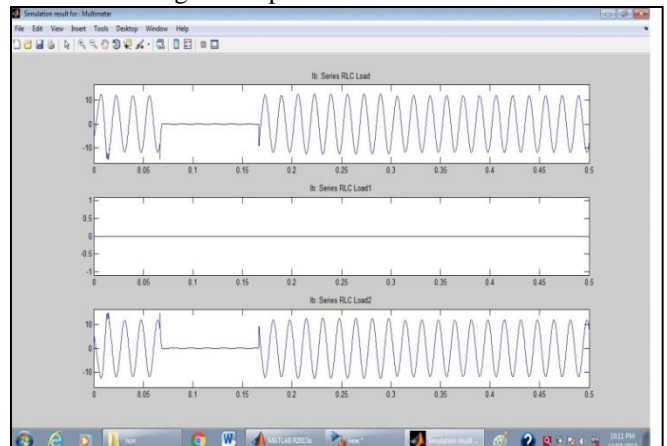 Simulation result for : Multimeter
File Edit View Insert Tools Desktop Window Help
Ib: Series RLC Load
10
0
-10
0 0.05 0.1 0.15 0.2 0.25 0.3 0.35 0.4 0.45 0.5
Ib: Series RLC Load1
1
0.5
0
-0.5
-1
0 0.05 0.1 0.15 0.2 0.25 0.3 0.35 0.4 0.45 0.5
Ib: Series RLC Load2
10
0
-10
0 0.05 0.1 0.15 0.2 0.25 0.3 0.35 0.4 0.45 0.5
MATLAB R2013a new * Simulation result ...